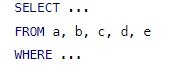 SELECT ...
FROM a, b, c, d, e
WHERE ...